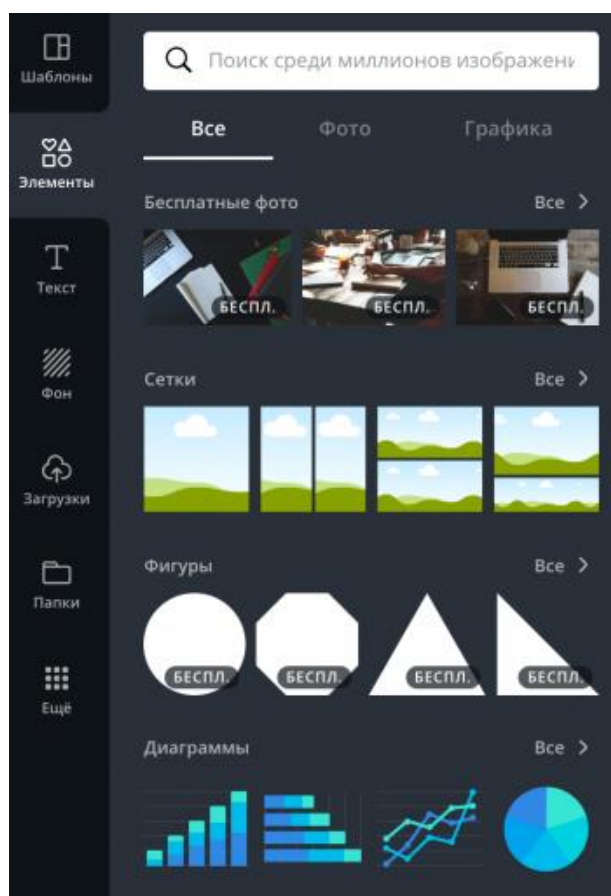 Шаблоны
Элементы
Текст
Фон
Загрузки
Папки
Ещё
Поиск среди миллионов изображени
Все Фото Графика
Бесплатные фото Все
БЕСПЛ. БЕСПЛ. БЕСПЛ.
Сетки Все
Фигуры Все
БЕСПЛ. БЕСПЛ. БЕСПЛ. БЕСПЛ.
Диаграммы Все